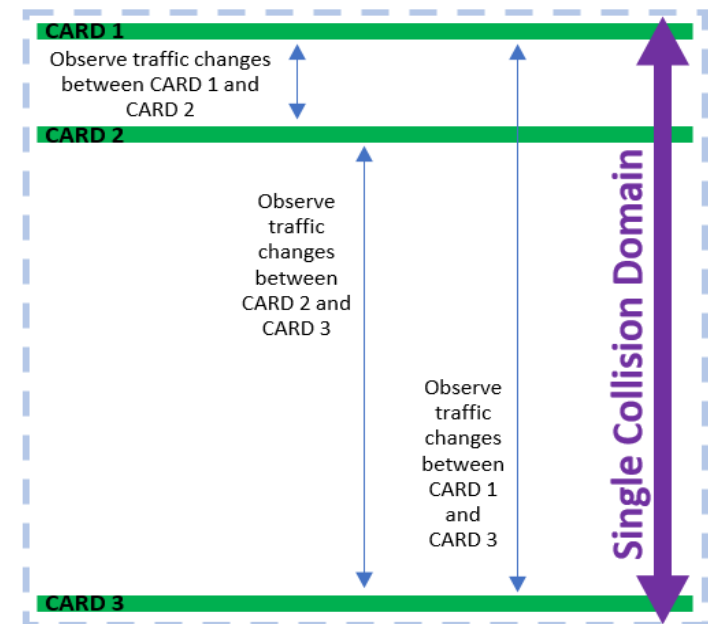 CARD 1
Observe traffic changes
between CARD 1 and
CARD 2
CARD 2
Observe
traffic
changes
between
CARD 2 and
CARD 3
Observe
traffic
changes
between
CARD 1
and
CARD 3
Single Collision Domain
CARD 3